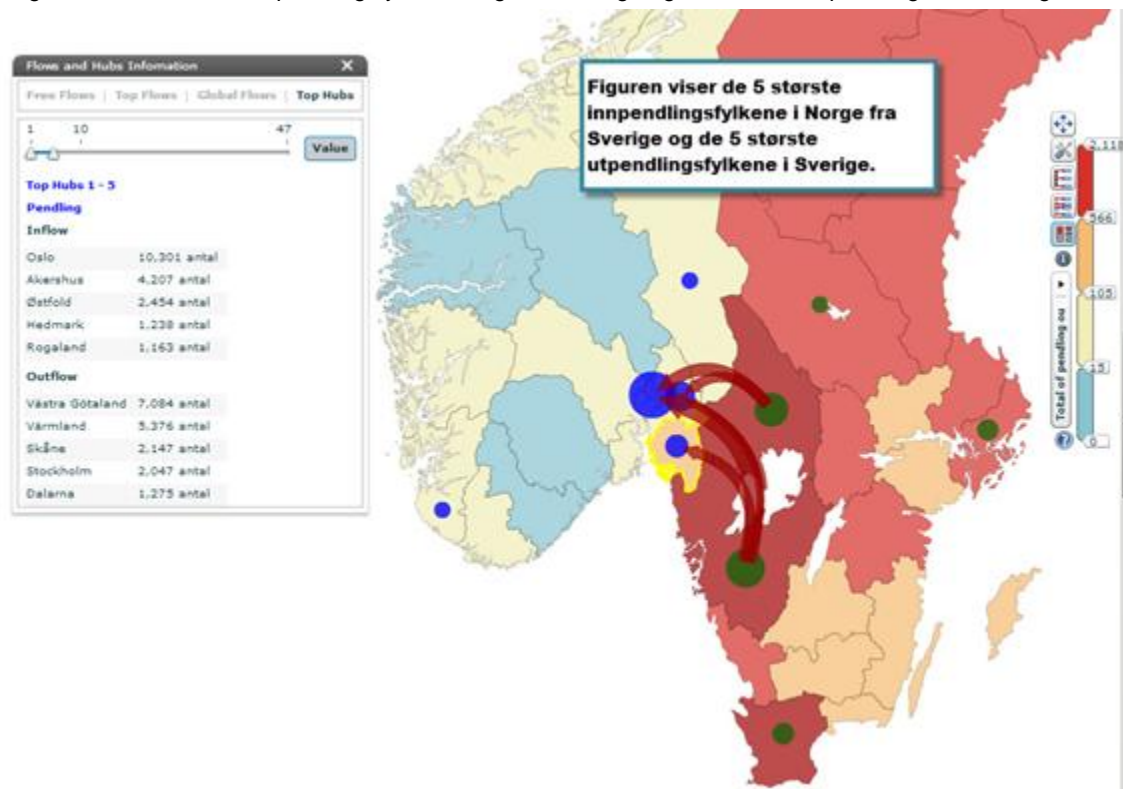 Flows and Hubs Infomation X
Free Flows | Top Flows | Global Flows | Top Hubs
1 10 47
Value
Top Hubs 1 - 5
Pendling
Inflow
Oslo 10,301 antal
Akershus 4,207 antal
Østfold 2,454 antal
Hedmark 1,238 antal
Rogaland 1,163 antal
Outflow
Västra Götaland 7,084 antal
Värmland 5,376 antal
Skåne 2,147 antal
Stockholm 2,047 antal
Dalarna 1,275 antal
Figuren viser de 5 største
innpendlingsfylkene i Norge fra
Sverige og de 5 største
utpendlingsfylkene i Sverige.
2,118
566
105
15
0
Total of pendling ou